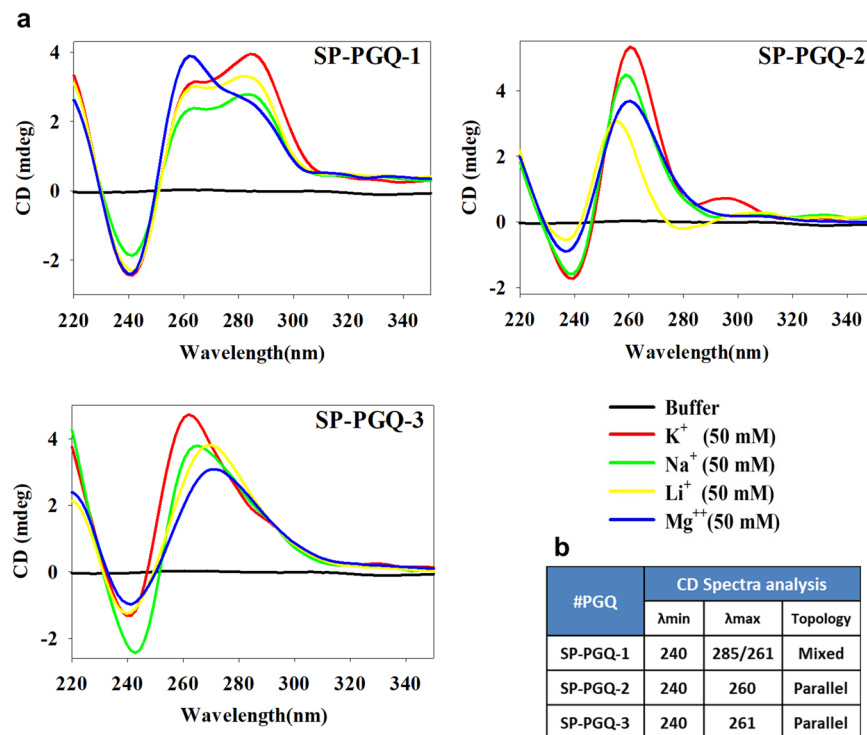 a
SP-PGQ-1
CD (mdeg)
4
2
0
-2
220 240 260 280 300 320 340
Wavelength(nm)
SP-PGQ-2
CD (mdeg)
4
2
0
-2
220 240 260 280 300 320 340
Wavelength(nm)
SP-PGQ-3
CD (mdeg)
4
2
0
-2
220 240 260 280 300 320 340
Wavelength(nm)
Buffer
K⁺ (50 mM)
Na⁺ (50 mM)
Li⁺ (50 mM)
Mg⁺⁺ (50 mM)
b
#PGQ CD Spectra analysis
λmin λmax Topology
SP-PGQ-1 240 285/261 Mixed
SP-PGQ-2 240 260 Parallel
SP-PGQ-3 240 261 Parallel